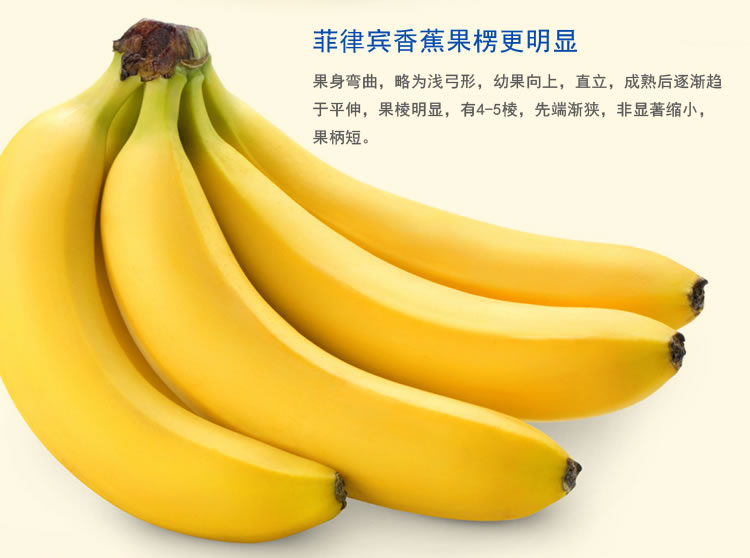 菲律宾香蕉果楞更明显
果身弯曲，略为浅弓形，幼果向上，直立，成熟后逐渐趋
于平伸，果棱明显，有4-5棱，先端渐狭，非显著缩小，
果柄短。